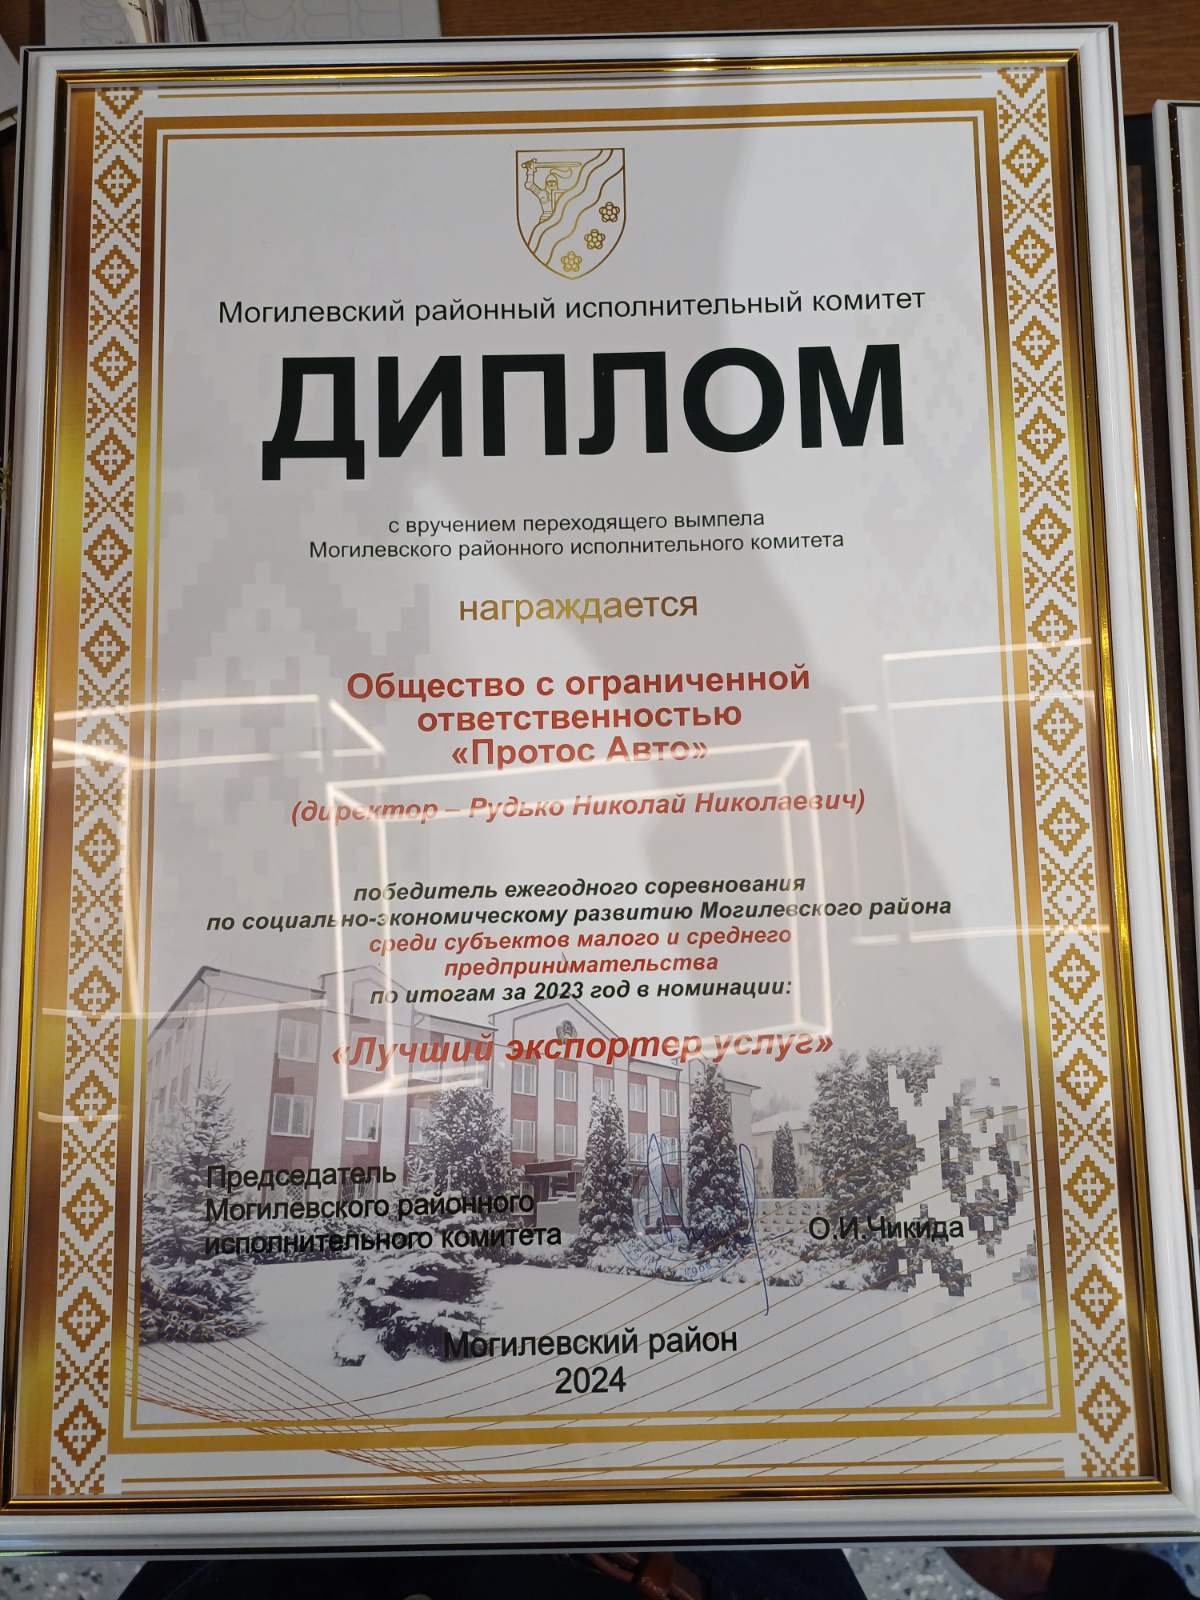 Могилевский районный исполнительный комитет
ДИПЛОМ
с вручением переходящего вымпела
Могилевского районного исполнительного комитета
награждается
Общество с ограниченной
ответственностью
«Протос Авто»
(директор – Рудько Николай Николаевич)
победитель ежегодного соревнования
по социально-экономическому развитию Могилевского района
среди субъектов малого и среднего
предпринимательства
по итогам за 2023 год в номинации:
«Лучший экспортер услуг»
Председатель
Могилевского районного
исполнительного комитета
О.И.Чикида
Могилевский район
2024